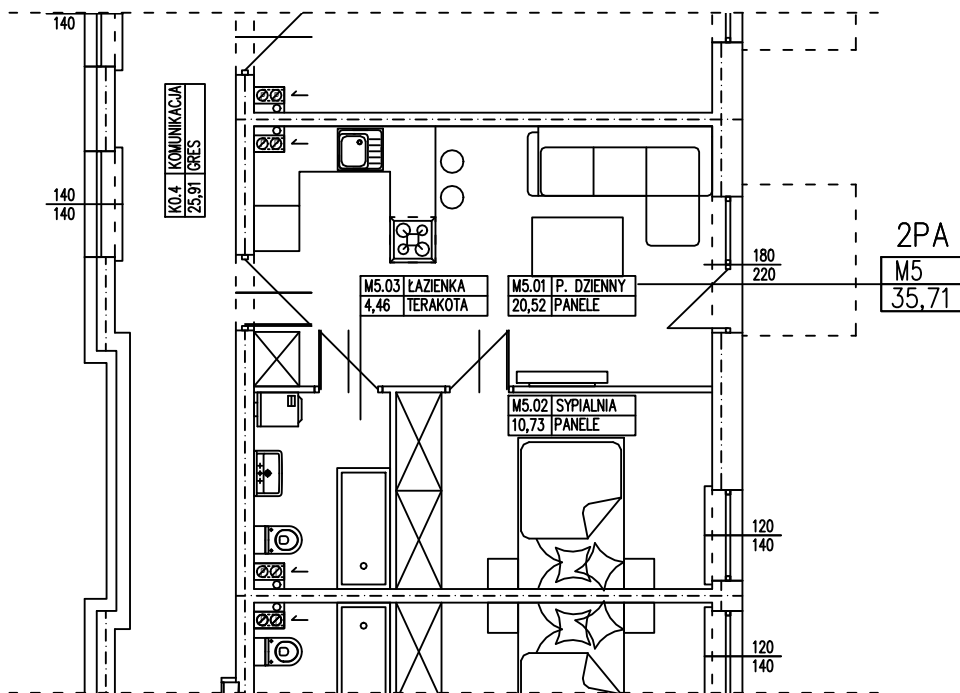 140
K0.4 KOMUNIKACJA
25,91 GRES
140
140
2PA
M5
35,71
180
220
M5.03 ŁAZIENKA
4,46 TERAKOTA
M5.01 P. DZIENNY
20,52 PANELE
M5.02 SYPIALNIA
10,73 PANELE
120
140
120
140